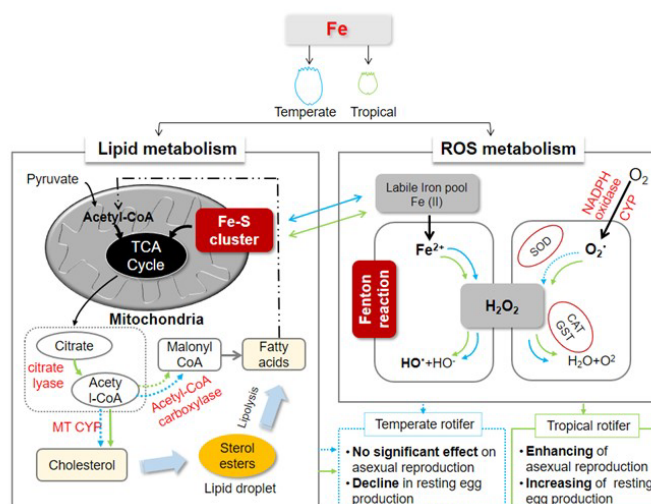 Fe
Temperate
Tropical
Lipid metabolism
Pyruvate
Acetyl-CoA
TCA
Cycle
Fe-S
cluster
Mitochondria
Citrate
citrate
lyase
Acety
l-CoA
Malonyl
CoA
Fatty
acids
Acetyl-CoA
carboxylase
MT CYP
Cholesterol
Lipolysis
Sterol
esters
Lipid droplet
ROS metabolism
Labile Iron pool
Fe (II)
NADPH
oxidase
CYP
O₂
Fe²⁺
SOD
O₂•
Fenton
reaction
H₂O₂
CAT
GST
HO•+HO⁻
H₂O+O²
Temperate rotifer
• No significant effect on
asexual reproduction
• Decline in resting egg
production
Tropical rotifer
• Enhancing of
asexual reproduction
• Increasing of resting
egg production